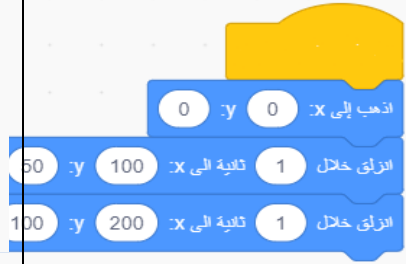 اذهب إلى x: 0 y: 0
انزلق خلال 1 ثانية الى x: 100 y: 50
انزلق خلال 1 ثانية الى x: 200 y: 100